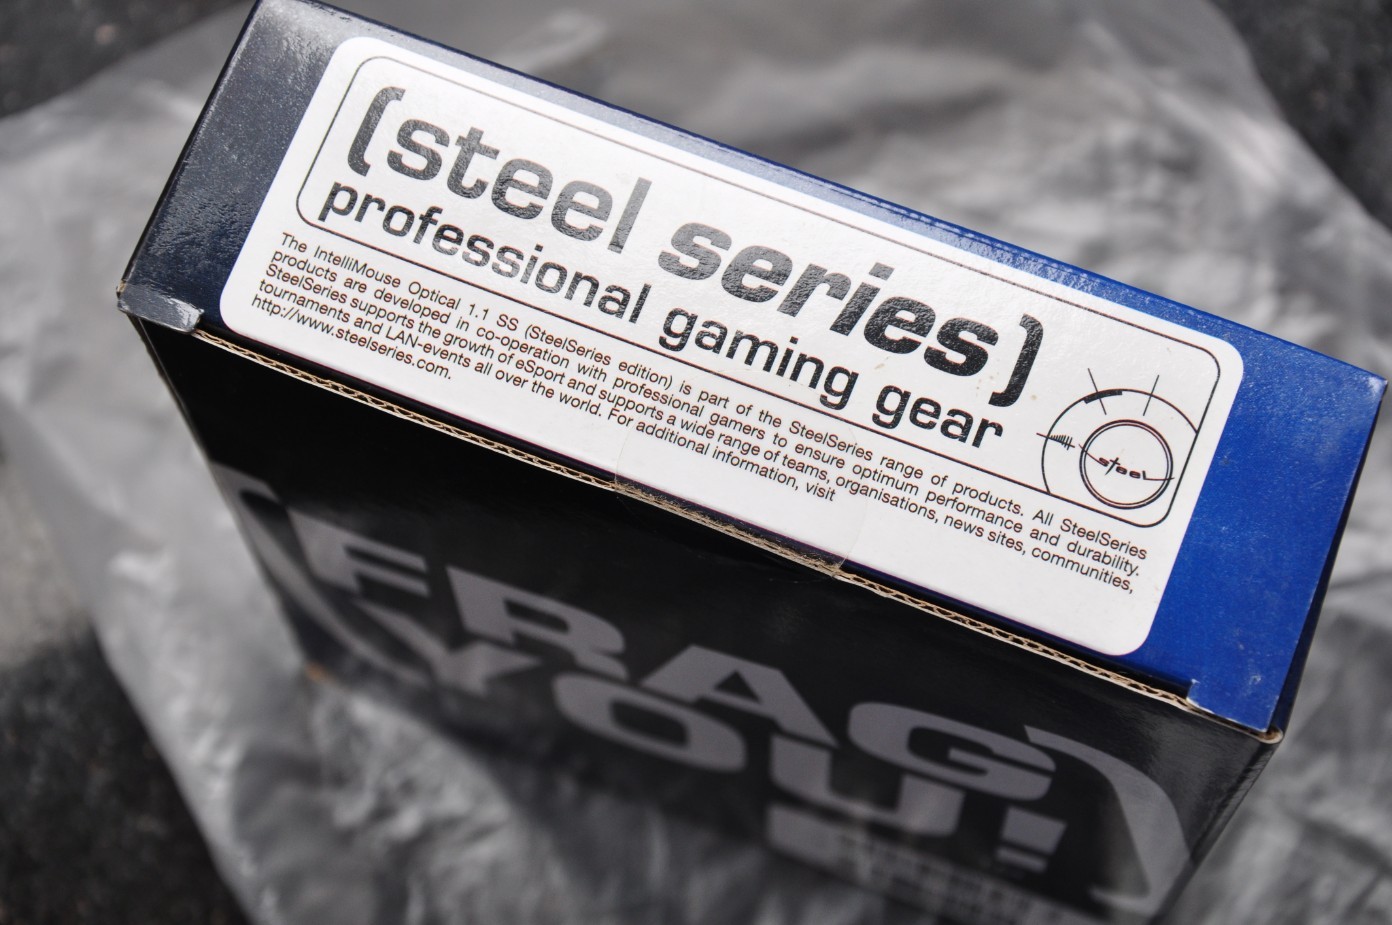 (steel series)
professional gaming gear
steel
The IntelliMouse Optical 1.1 SS (SteelSeries edition) is part of the SteelSeries range of products. All SteelSeries
products are developed in co-operation with professional gamers to ensure optimum performance and durability.
SteelSeries supports the growth of eSport and supports a wide range of teams, organisations, news sites, communities,
tournaments and LAN-events all over the world. For additional information, visit
http://www.steelseries.com.
(FRAG
YOU!)